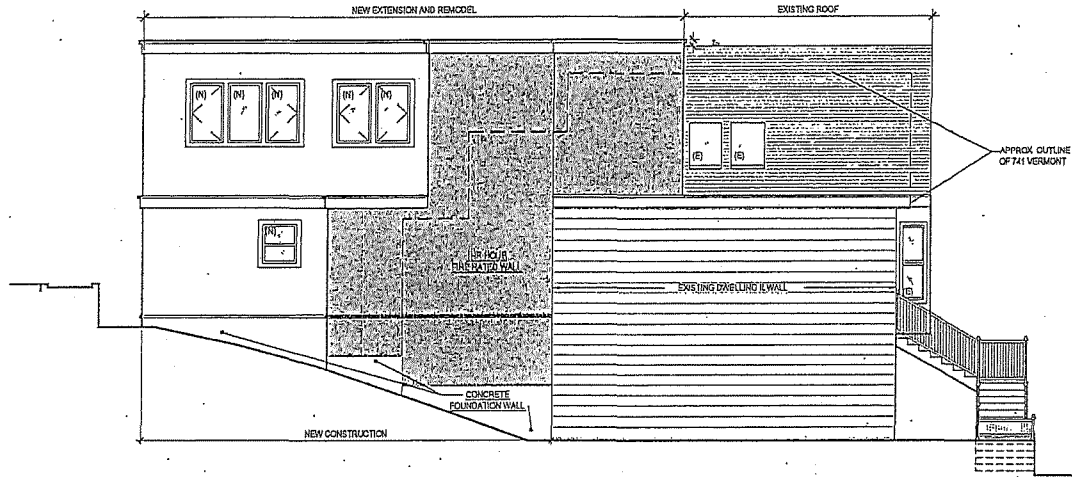 NEW EXTENSION AND REMODEL
EXISTING ROOF
(N)
(N)
(N)
(N)
(N)
(E)
(E)
APPROX. OUTLINE
OF 741 VERMONT
(N)
HOUR
FIRE RATED WALL
EXISTING DWELLING WALL
(E)
CONCRETE
FOUNDATION WALL
NEW CONSTRUCTION